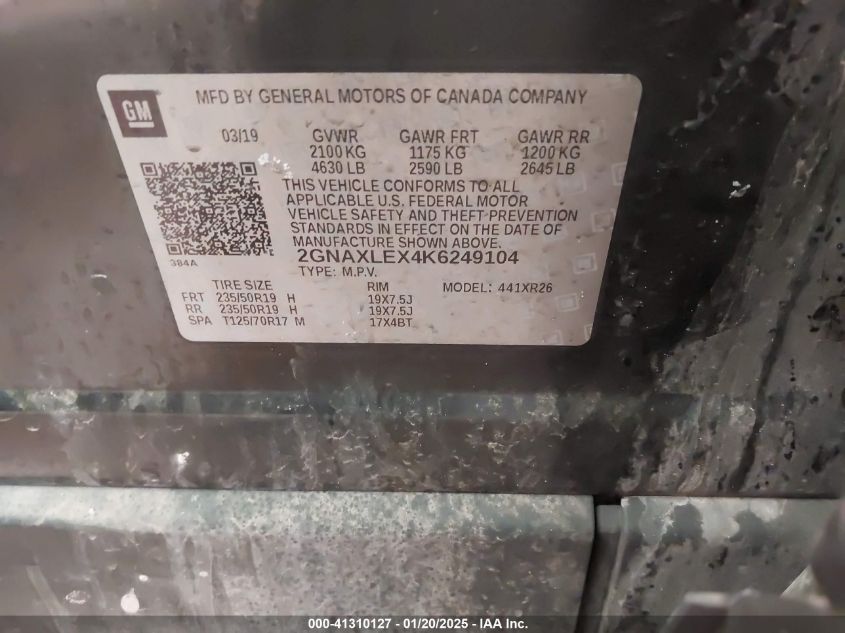 GM
MFD BY GENERAL MOTORS OF CANADA COMPANY
03/19 GVWR GAWR FRT GAWR RR
2100 KG 1175 KG 1200 KG
4630 LB 2590 LB 2645 LB
THIS VEHICLE CONFORMS TO ALL
APPLICABLE U.S. FEDERAL MOTOR
VEHICLE SAFETY AND THEFT PREVENTION
STANDARDS IN EFFECT ON THE DATE OF
MANUFACTURE SHOWN ABOVE.
384A
2GNAXLEX4K6249104
TYPE: M.P.V.
TIRE SIZE RIM MODEL: 441XR26
FRT 235/50R19 H 19X7.5J
RR 235/50R19 H 19X7.5J
SPA T125/70R17 M 17X4BT
000-41310127 — 01/20/2025 — IAA Inc.